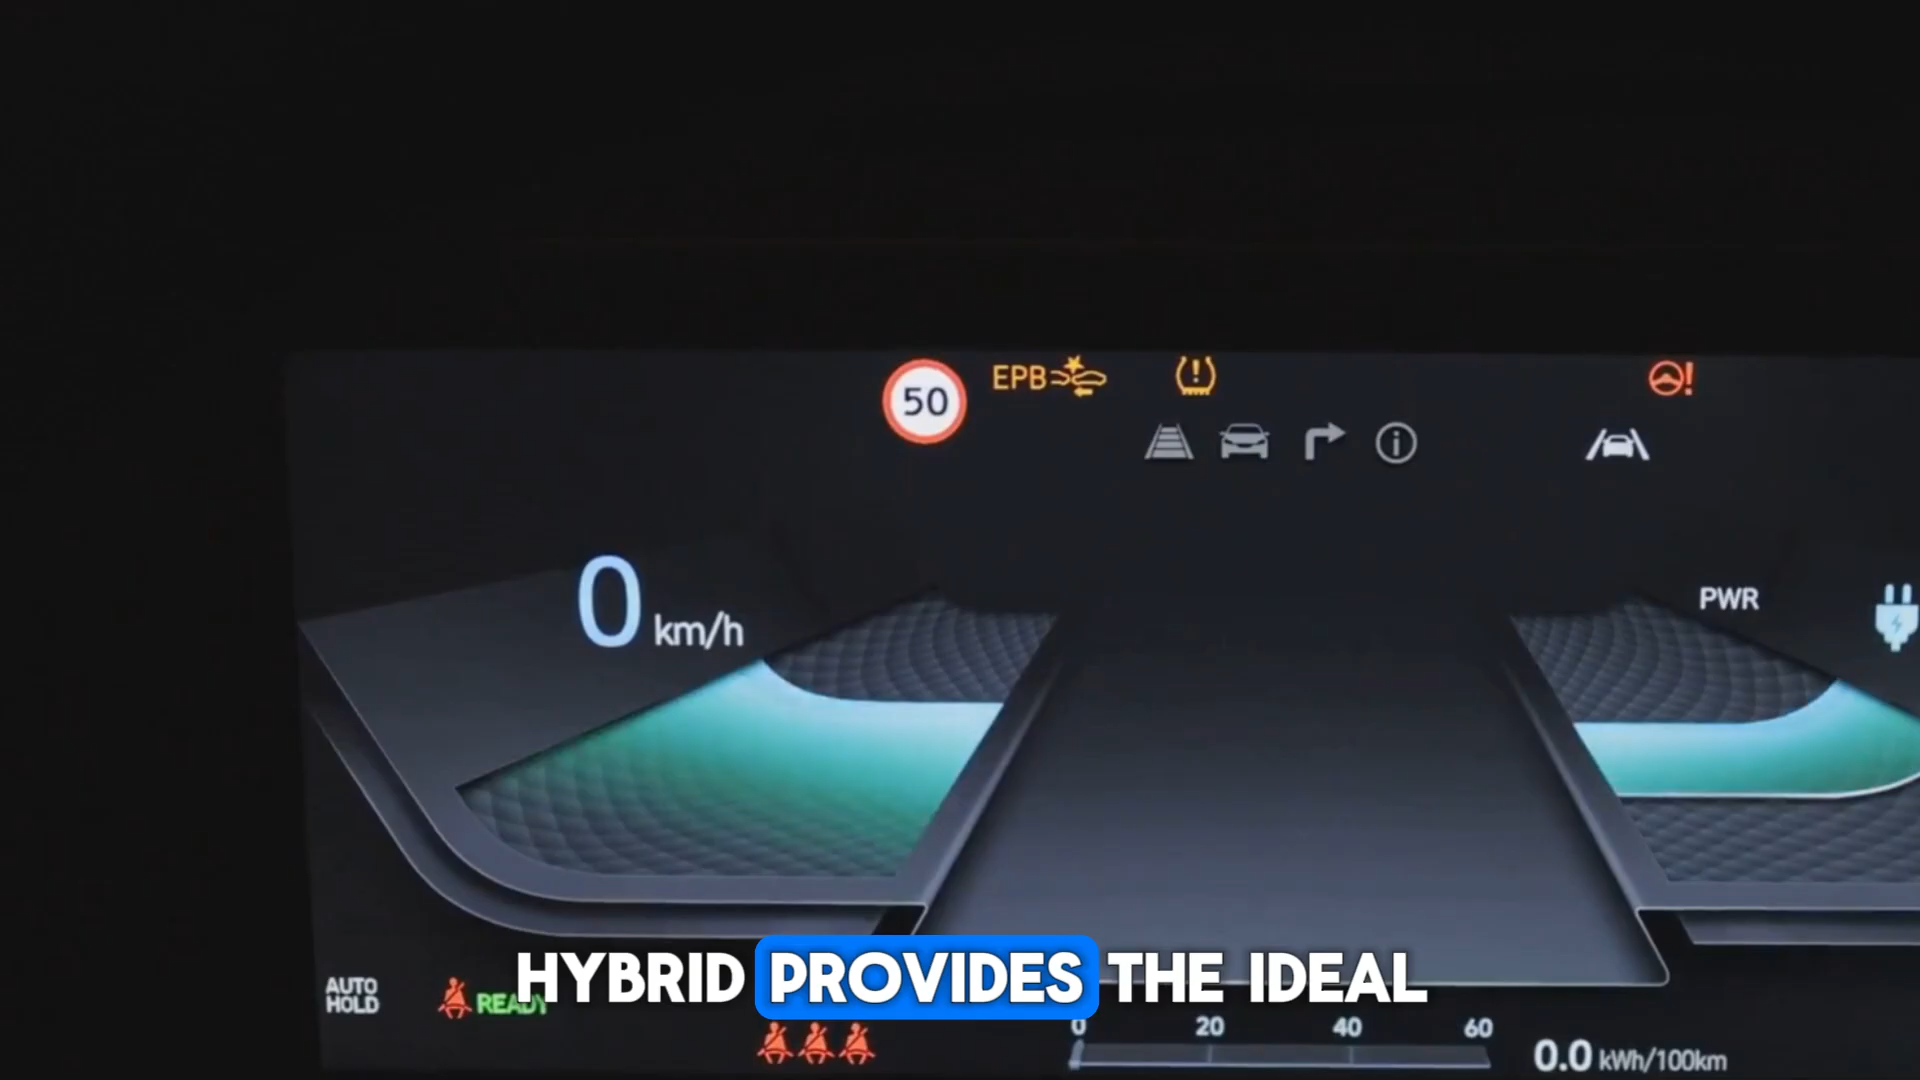 50
EPB
0 km/h
PWR
AUTO
HOLD
READY
HYBRID PROVIDES THE IDEAL
0 20 40 60
0.0 kWh/100km